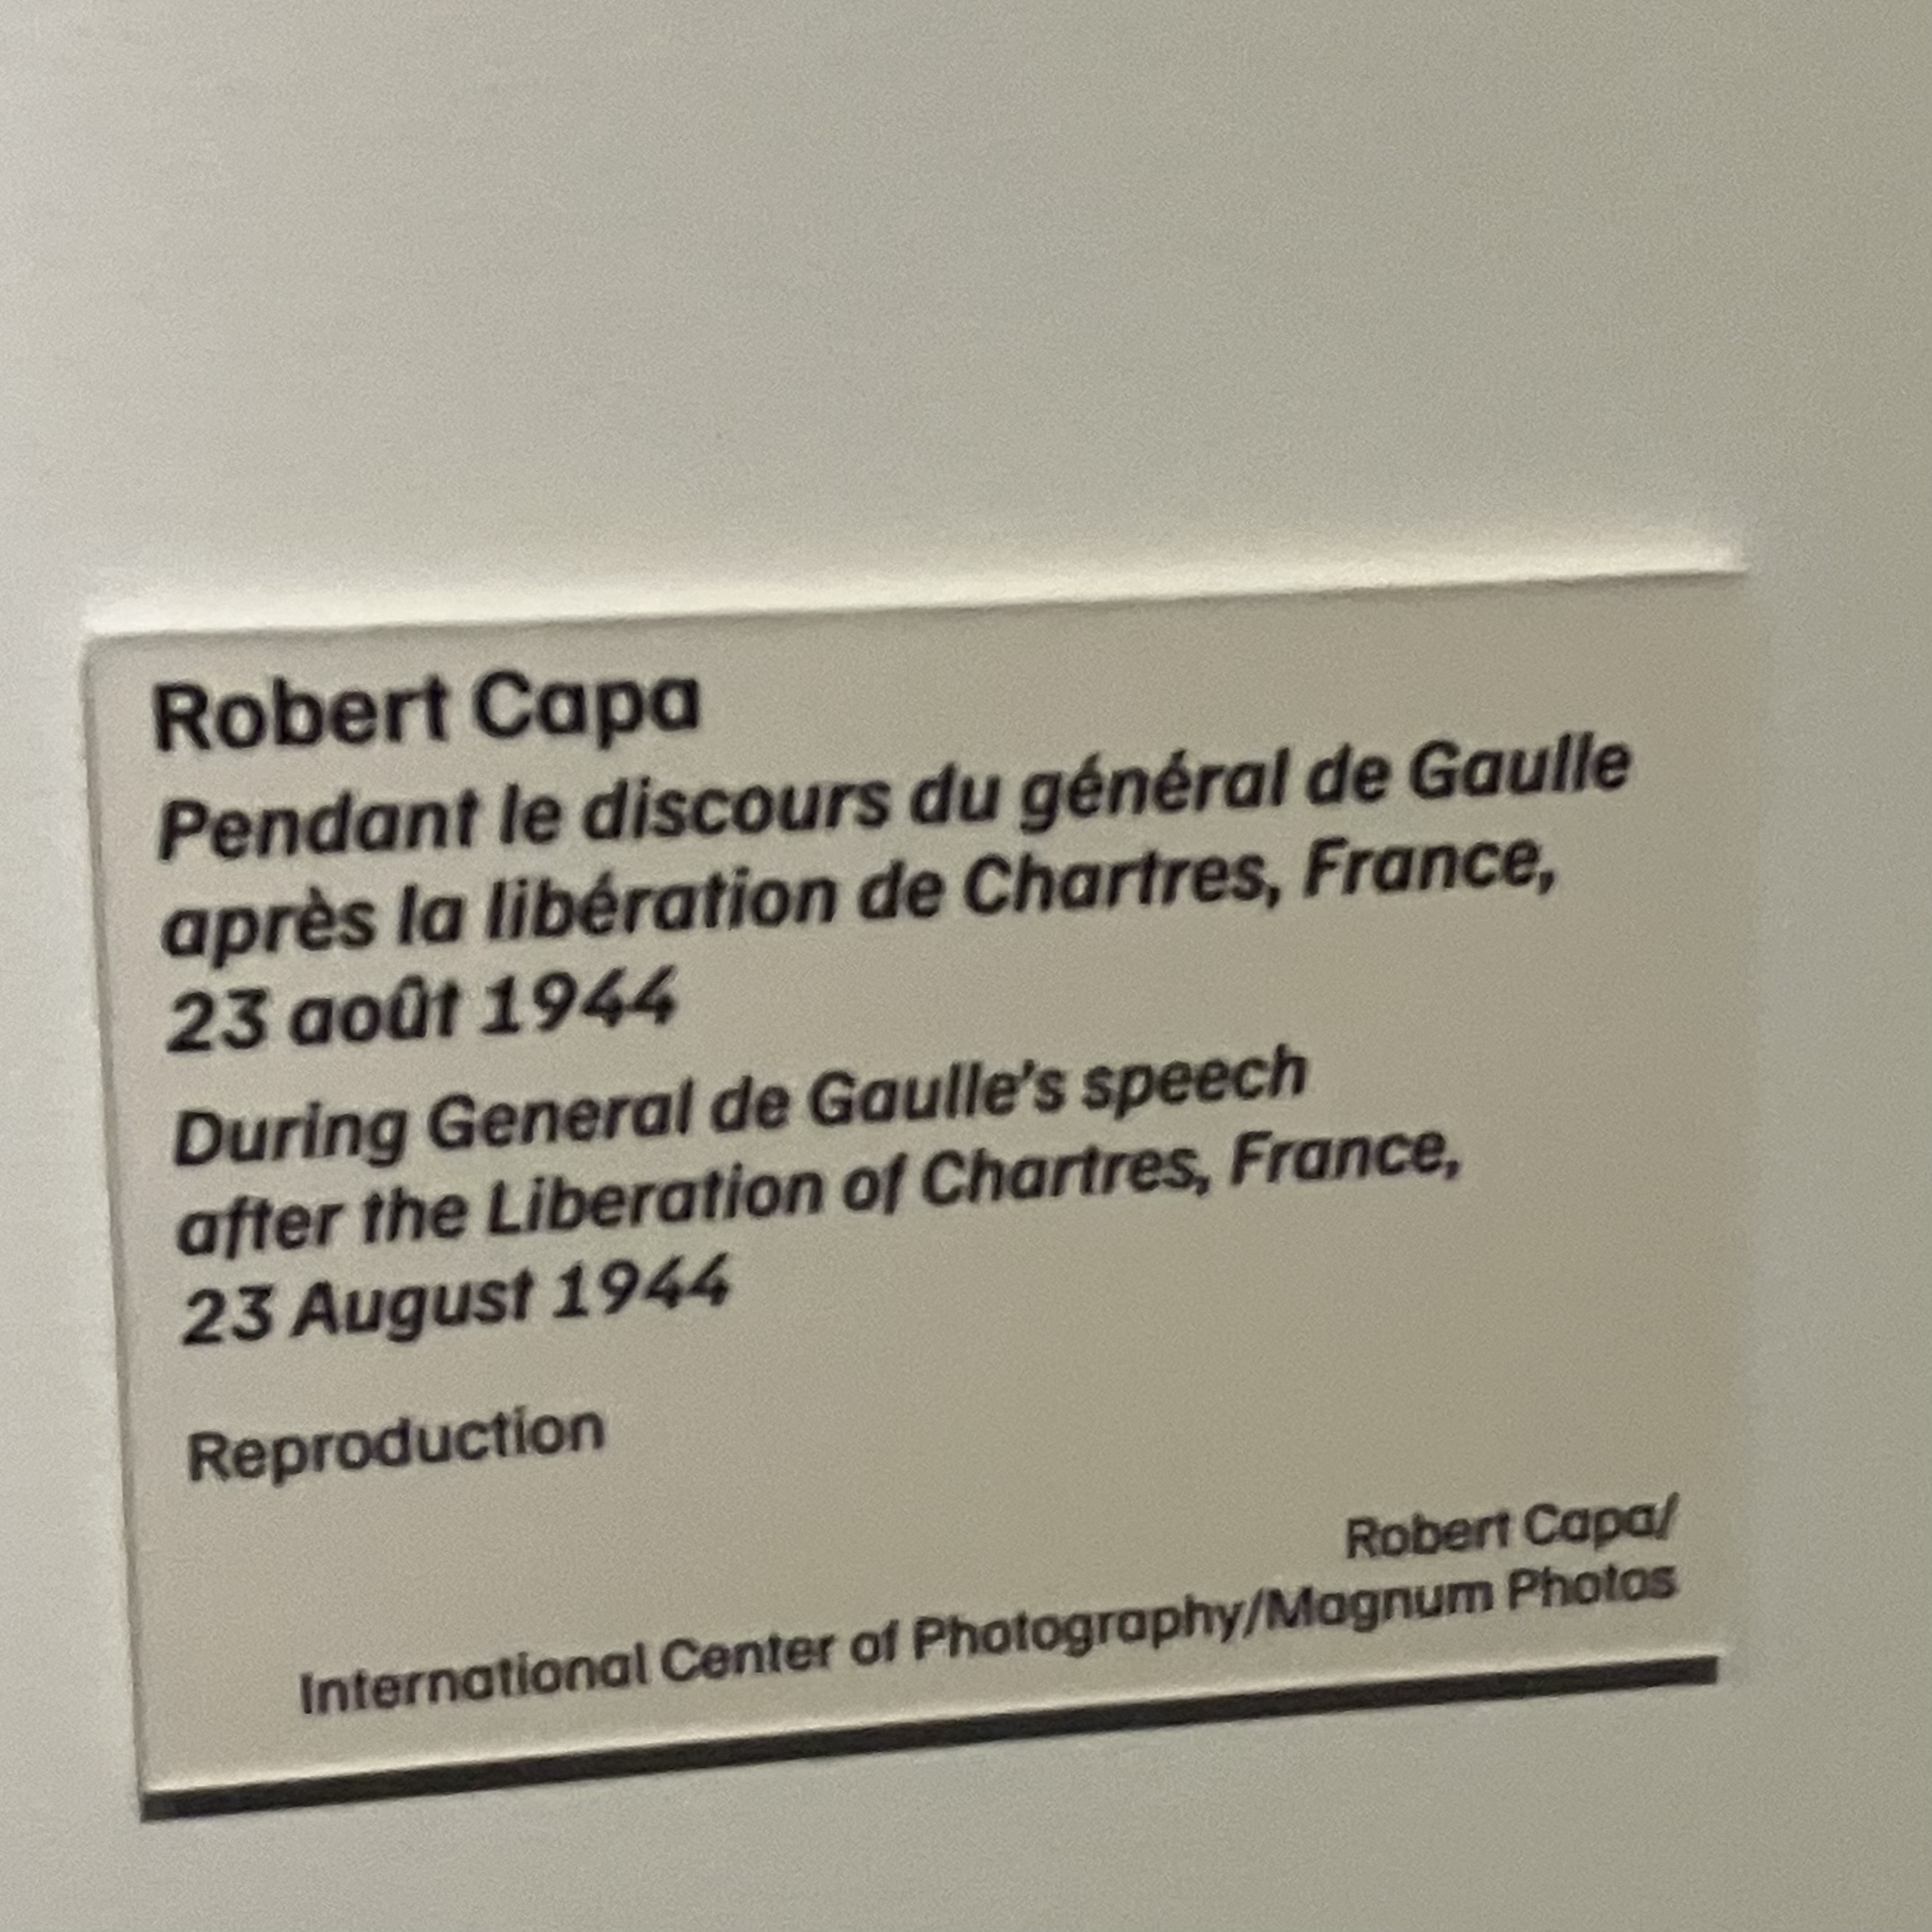 Robert Capa
Pendant le discours du général de Gaulle
après la libération de Chartres, France,
23 août 1944
During General de Gaulle's speech
after the Liberation of Chartres, France,
23 August 1944
Reproduction
Robert Capa/
International Center of Photography/Magnum Photos